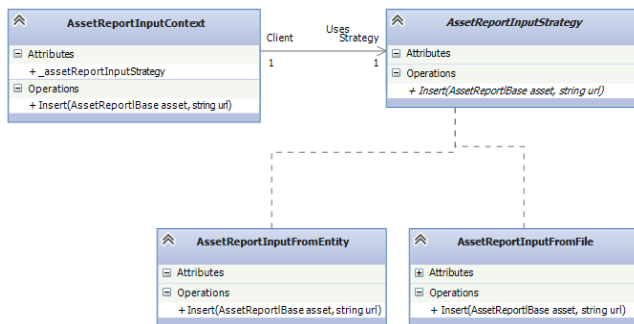 AssetReportInputContext
Attributes
+ _assetReportInputStrategy
Operations
+ Insert(AssetReportIBase asset, string url)
Uses
Client
Strategy
1
1
AssetReportInputStrategy
Attributes
Operations
+ Insert(AssetReportIBase asset, string url)
AssetReportInputFromEntity
Attributes
Operations
+ Insert(AssetReportIBase asset, string url)
AssetReportInputFromFile
Attributes
Operations
+ Insert(AssetReportIBase asset, string url)